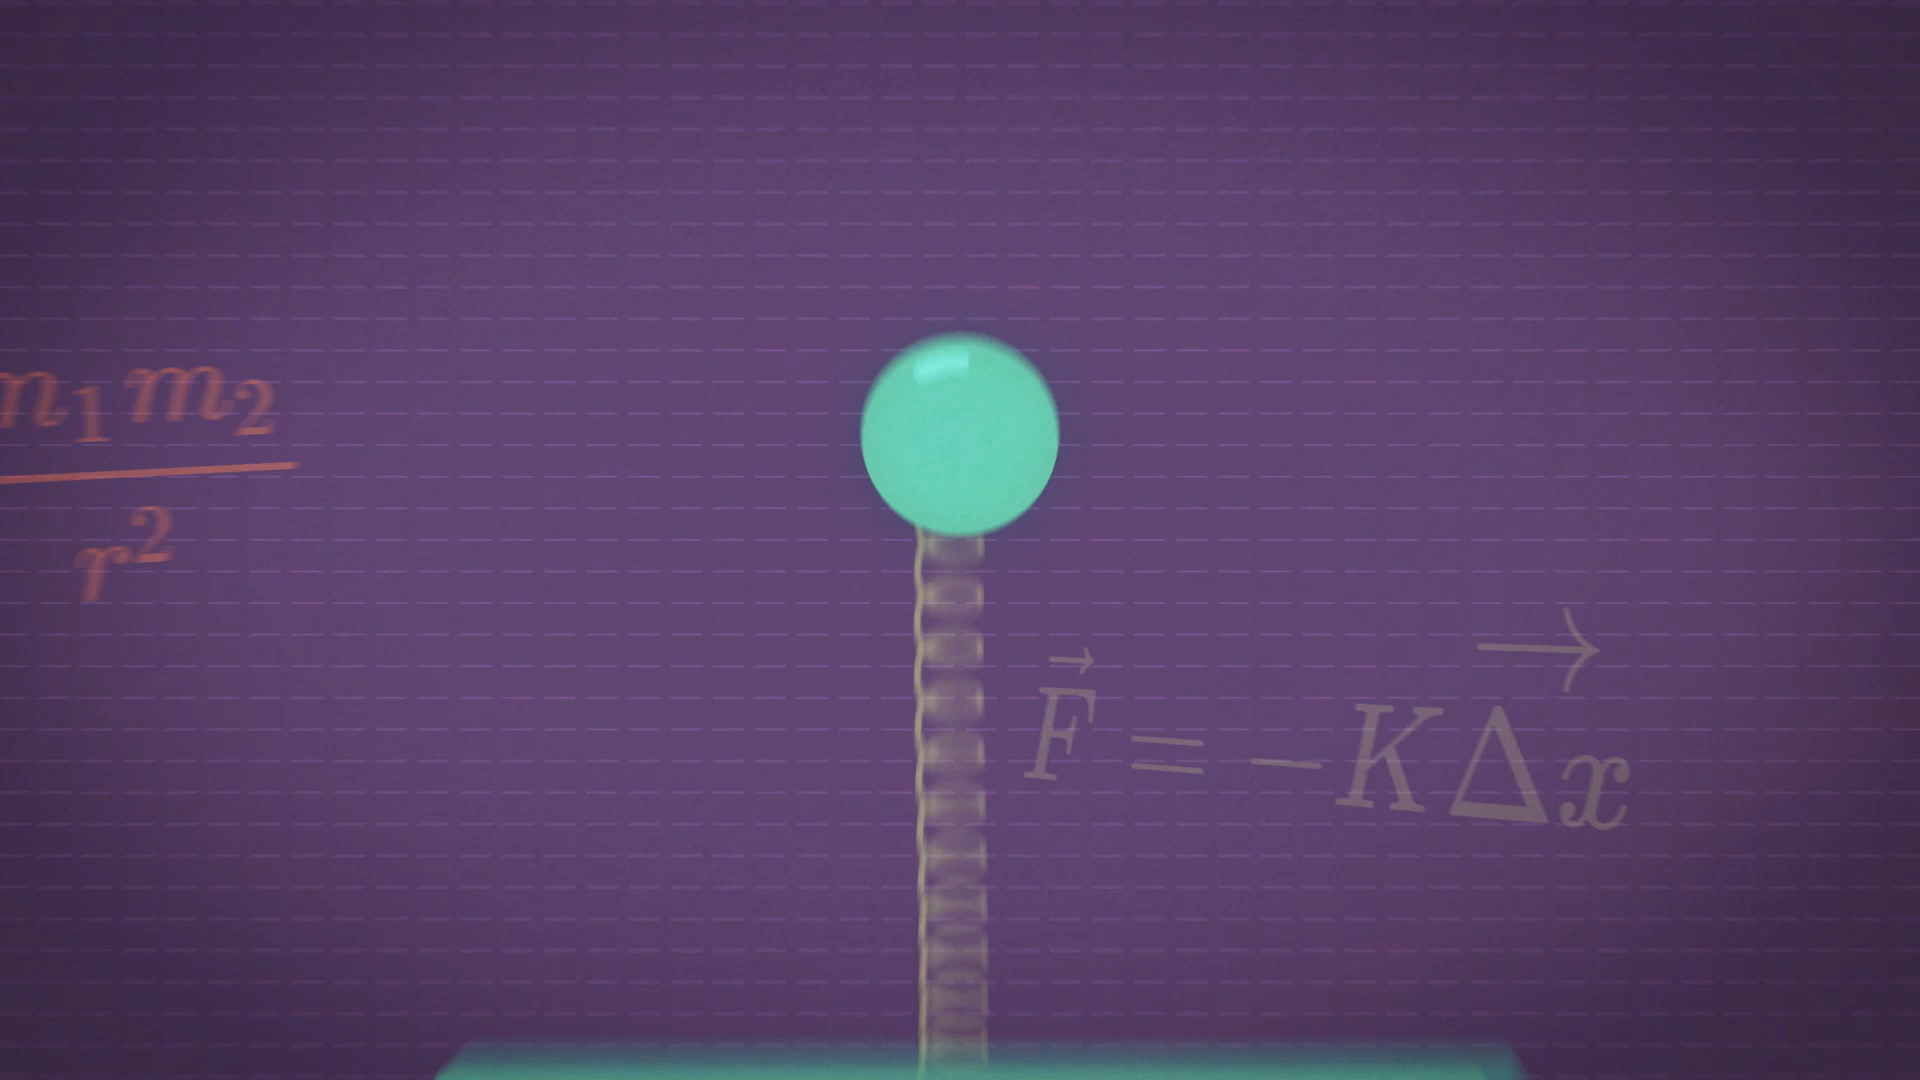 m₁m₂
r²
F⃗ = −KΔx⃗